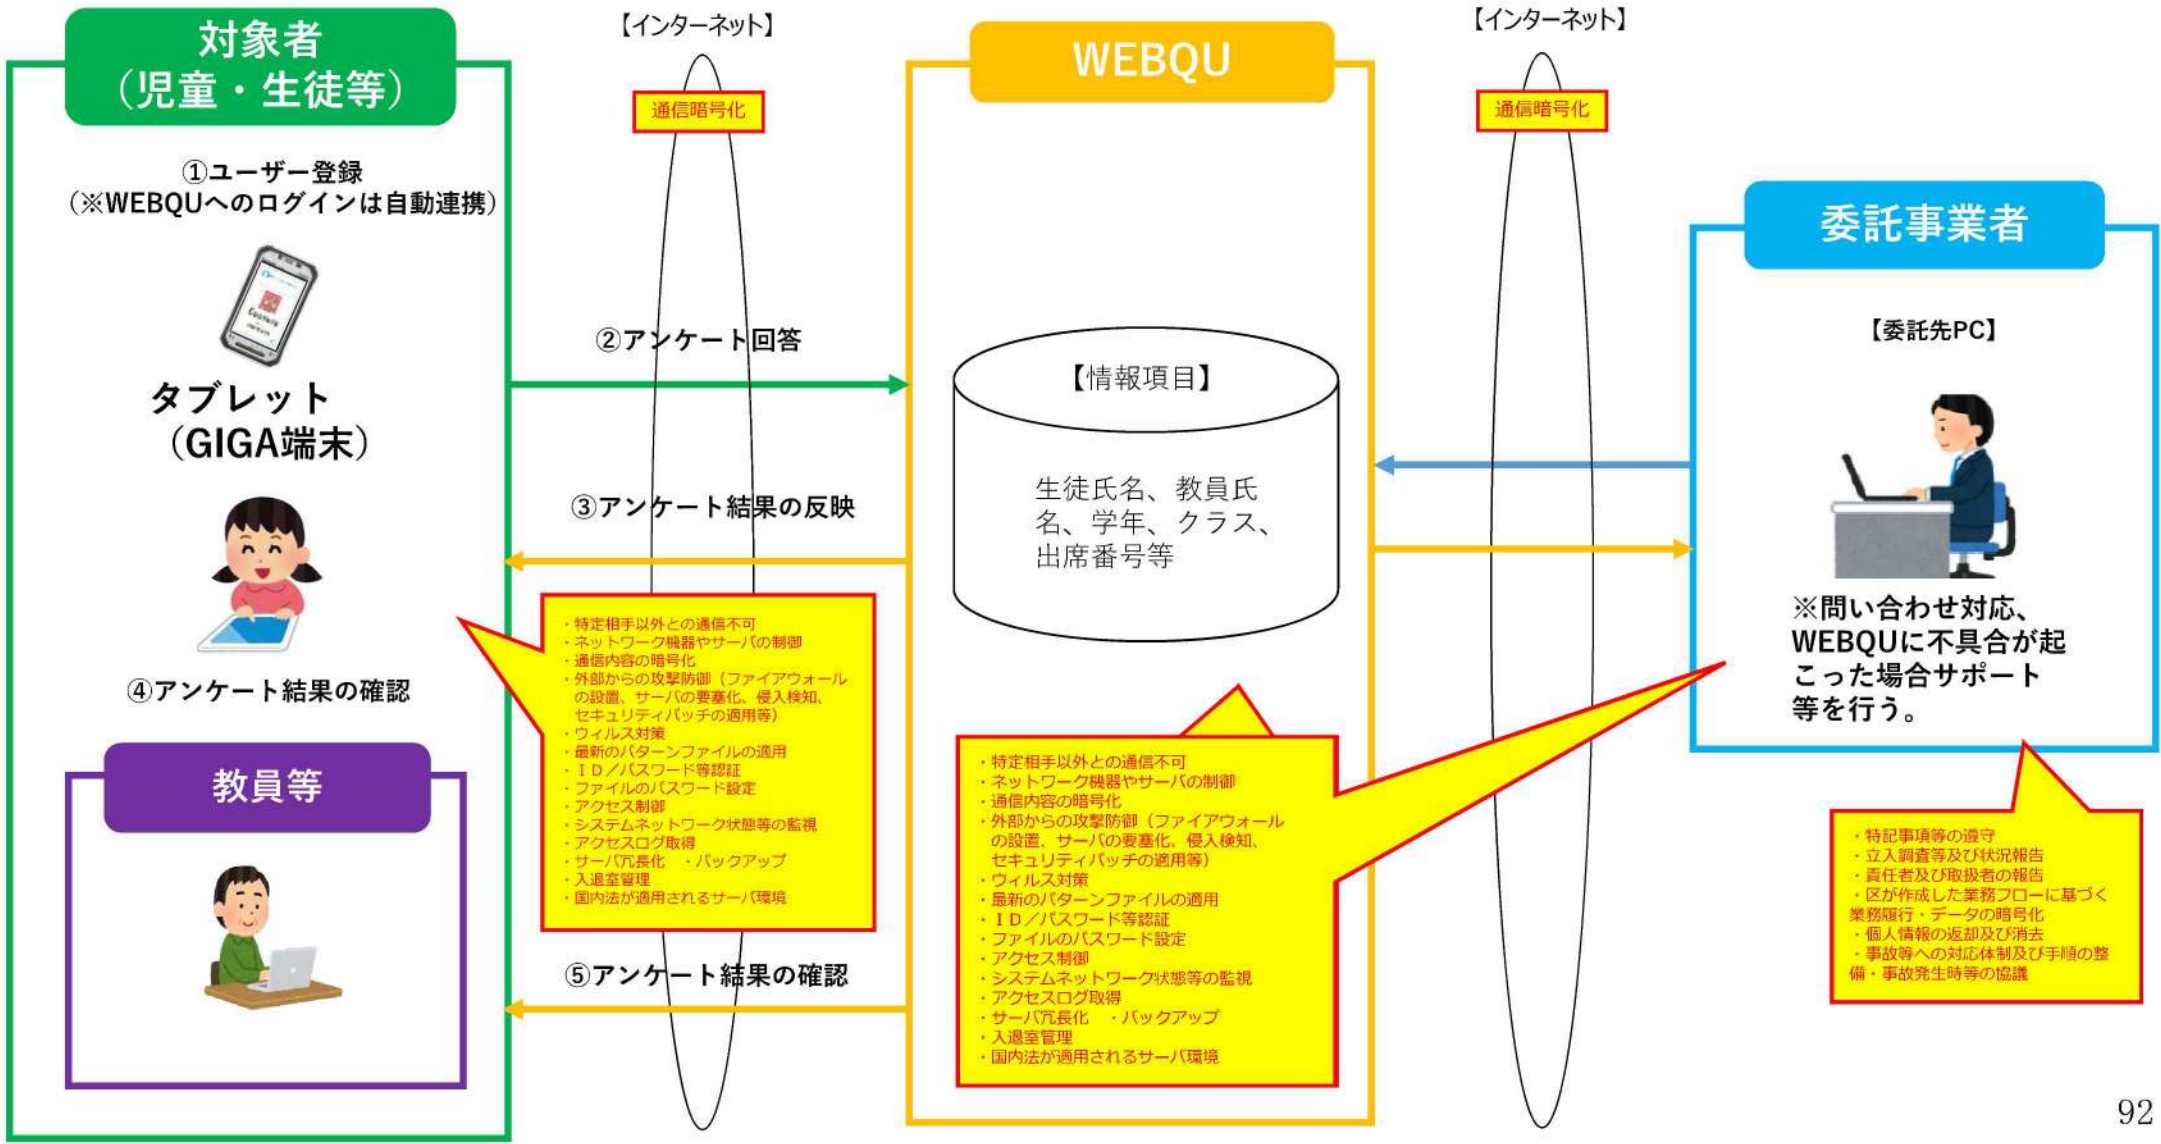 対象者
（児童・生徒等）
①ユーザー登録
（※WEBQUへのログインは自動連携）
タブレット
（GIGA端末）
④アンケート結果の確認
教員等
【インターネット】
通信暗号化
②アンケート回答
③アンケート結果の反映
・特定相手以外との通信不可
・ネットワーク機器やサーバの制御
・通信内容の暗号化
・外部からの攻撃防御（ファイアウォール
の設置、サーバの要塞化、侵入検知、
セキュリティパッチの適用等）
・ウィルス対策
・最新のパターンファイルの適用
・ＩＤ／パスワード等認証
・ファイルのパスワード設定
・アクセス制御
・システムネットワーク状態等の監視
・アクセスログ取得
・サーバ冗長化　・バックアップ
・入退室管理
・国内法が適用されるサーバ環境
⑤アンケート結果の確認
WEBQU
【情報項目】
生徒氏名、教員氏
名、学年、クラス、
出席番号等
・特定相手以外との通信不可
・ネットワーク機器やサーバの制御
・通信内容の暗号化
・外部からの攻撃防御（ファイアウォール
の設置、サーバの要塞化、侵入検知、
セキュリティパッチの適用等）
・ウィルス対策
・最新のパターンファイルの適用
・ＩＤ／パスワード等認証
・ファイルのパスワード設定
・アクセス制御
・システムネットワーク状態等の監視
・アクセスログ取得
・サーバ冗長化　・バックアップ
・入退室管理
・国内法が適用されるサーバ環境
【インターネット】
通信暗号化
委託事業者
【委託先PC】
※問い合わせ対応、
WEBQUに不具合が起
こった場合サポート
等を行う。
・特記事項等の遵守
・立入調査等及び状況報告
・責任者及び取扱者の報告
・区が作成した業務フローに基づく
業務履行・データの暗号化
・個人情報の返却及び消去
・事故等への対応体制及び手順の整
備・事故発生時等の協議
92